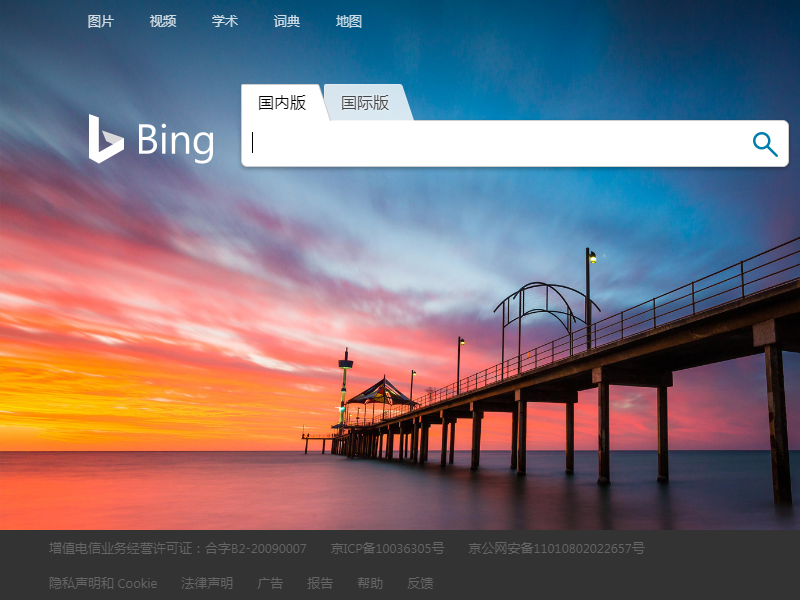 图片 视频 学术 词典 地图
国内版 国际版
Bing
增值电信业务经营许可证：合字B2-20090007 京ICP备10036305号 京公网安备11010802022657号
隐私声明和 Cookie 法律声明 广告 报告 帮助 反馈